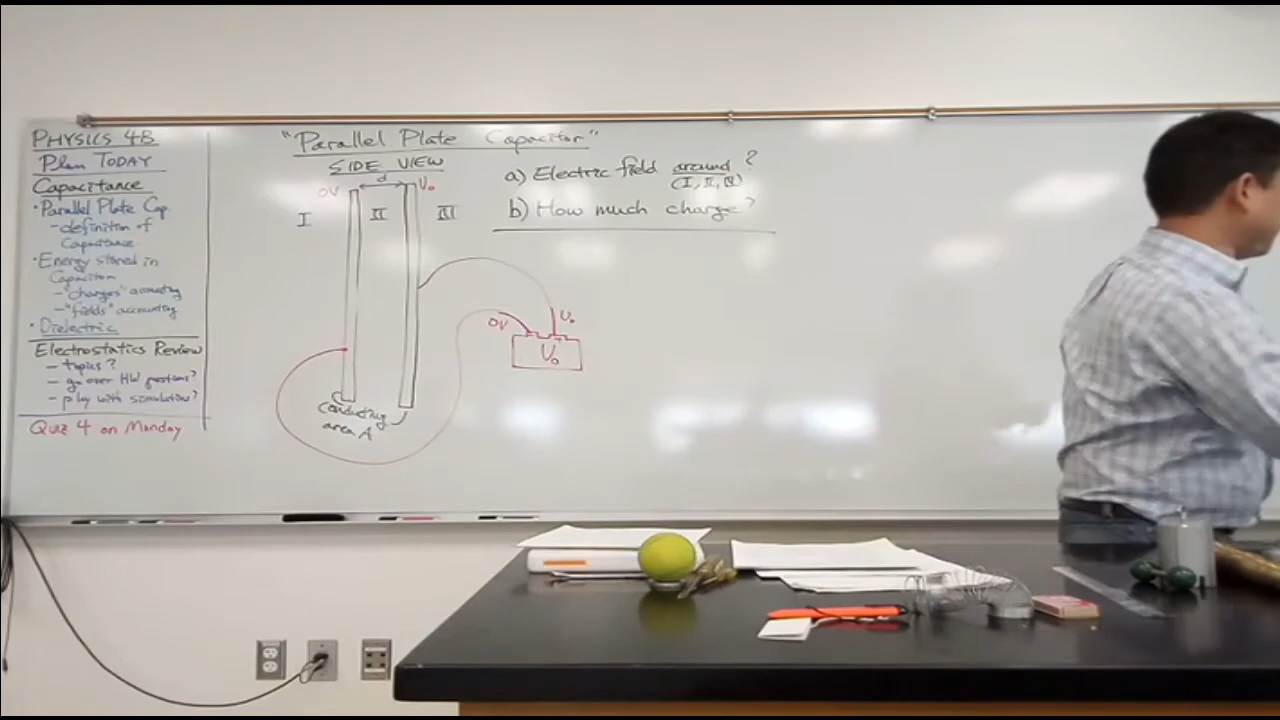 PHYSICS 4B
Plan TODAY
Capacitance
• Parallel Plate Cap
- definition of
Capacitance
• Energy stored in
Capacitor
- "charges" accounting
- "fields" accounting
• Dielectric
Electrostatics Review
- topics?
- go over HW questions?
- play with simulation?
Quiz 4 on Monday
"Parallel Plate Capacitor"
SIDE VIEW
0V d V₀
I II III
Conducting
area A
0V V₀
V₀
a) Electric field around?
(I, II, III)
b) How much charge?